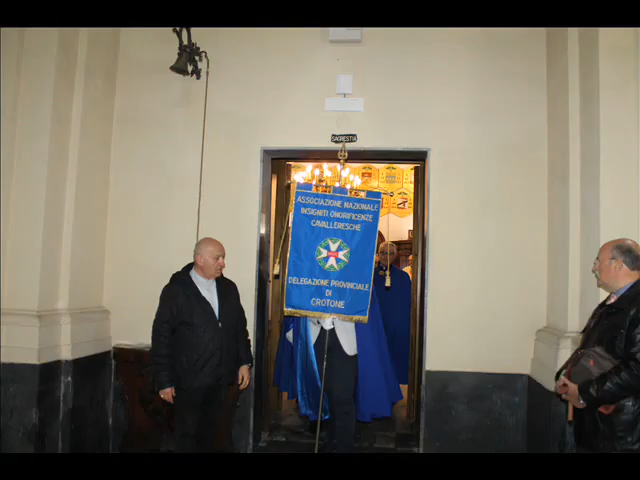 SAGRESTIA
ASSOCIAZIONE NAZIONALE
INSIGNITI ONORIFICENZE
CAVALLERESCHE
DELEGAZIONE PROVINCIALE
DI
CROTONE